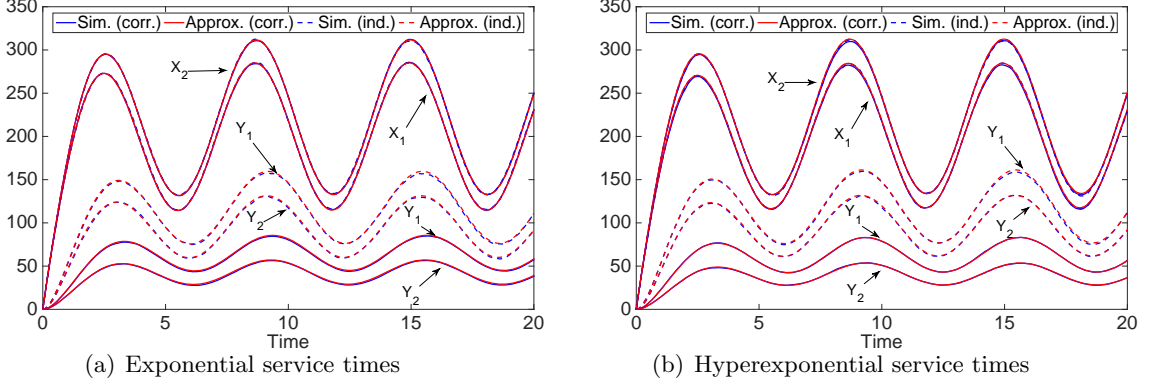 Sim. (corr.) Approx. (corr.) Sim. (ind.) Approx. (ind.)
350
300
250
200
150
100
50
0
X2
Y1
X1
Y2
Y1
Y2
0 5 10 15 20
Time
(a) Exponential service times
Sim. (corr.) Approx. (corr.) Sim. (ind.) Approx. (ind.)
350
300
250
200
150
100
50
0
X2
X1
Y1
Y1
Y2
Y2
0 5 10 15 20
Time
(b) Hyperexponential service times